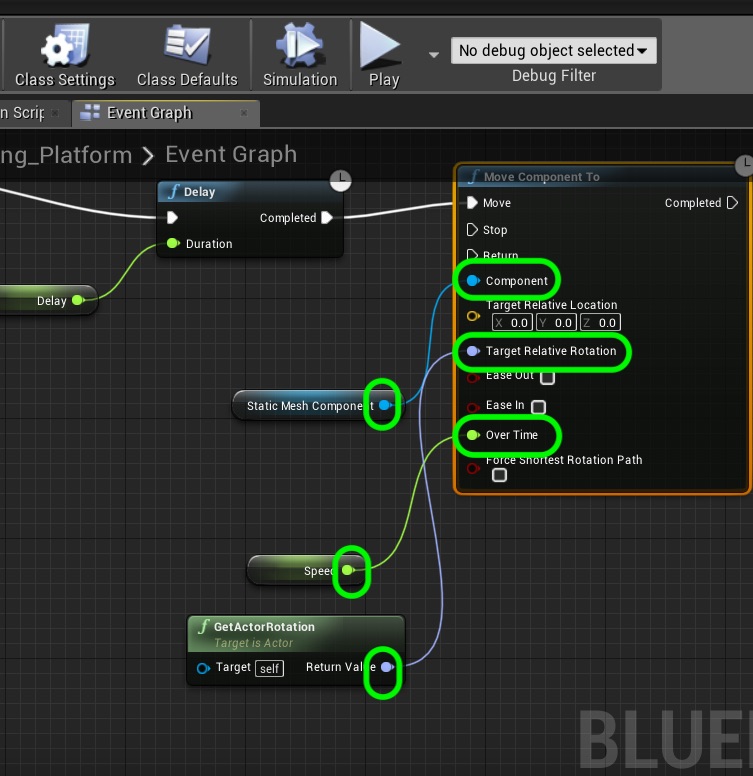 Class Settings
Class Defaults
Simulation
Play
No debug object selected
Debug Filter
n Scrip
Event Graph
ng_Platform > Event Graph
Delay
Completed
Duration
Delay
Move Component To
Move
Completed
Stop
Return
Component
Target Relative Location
X 0.0 Y 0.0 Z 0.0
Target Relative Rotation
Ease Out
Ease In
Over Time
Force Shortest Rotation Path
Static Mesh Component
Speed
GetActorRotation
Target is Actor
Target self
Return Value
BLUE